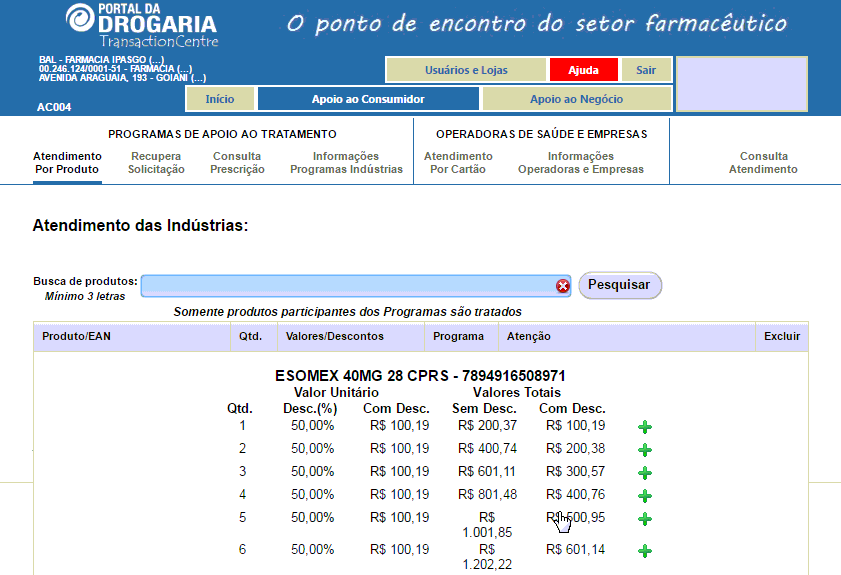 PORTAL DA
DROGARIA
TransactionCentre
O ponto de encontro do setor farmacêutico
BAL - FARMACIA IPASGO (...)
00.246.124/0001-51 - FARMACIA (...)
AVENIDA ARAGUAIA, 193 - GOIANI (...)
AC004
Usuários e Lojas Ajuda Sair
Início Apoio ao Consumidor Apoio ao Negócio
PROGRAMAS DE APOIO AO TRATAMENTO OPERADORAS DE SAÚDE E EMPRESAS
Atendimento Recupera Consulta Informações Atendimento Informações Consulta
Por Produto Solicitação Prescrição Programas Indústrias Por Cartão Operadoras e Empresas Atendimento
Atendimento das Indústrias:
Busca de produtos: Pesquisar
Mínimo 3 letras
Somente produtos participantes dos Programas são tratados
Produto/EAN Qtd. Valores/Descontos Programa Atenção Excluir
ESOMEX 40MG 28 CPRS - 7894916508971
Valor Unitário Valores Totais
Qtd. Desc.(%) Com Desc. Sem Desc. Com Desc.
1 50,00% R$ 100,19 R$ 200,37 R$ 100,19
2 50,00% R$ 100,19 R$ 400,74 R$ 200,38
3 50,00% R$ 100,19 R$ 601,11 R$ 300,57
4 50,00% R$ 100,19 R$ 801,48 R$ 400,76
5 50,00% R$ 100,19 R$ R$ 500,95
1.001,85
6 50,00% R$ 100,19 R$ R$ 601,14
1.202,22